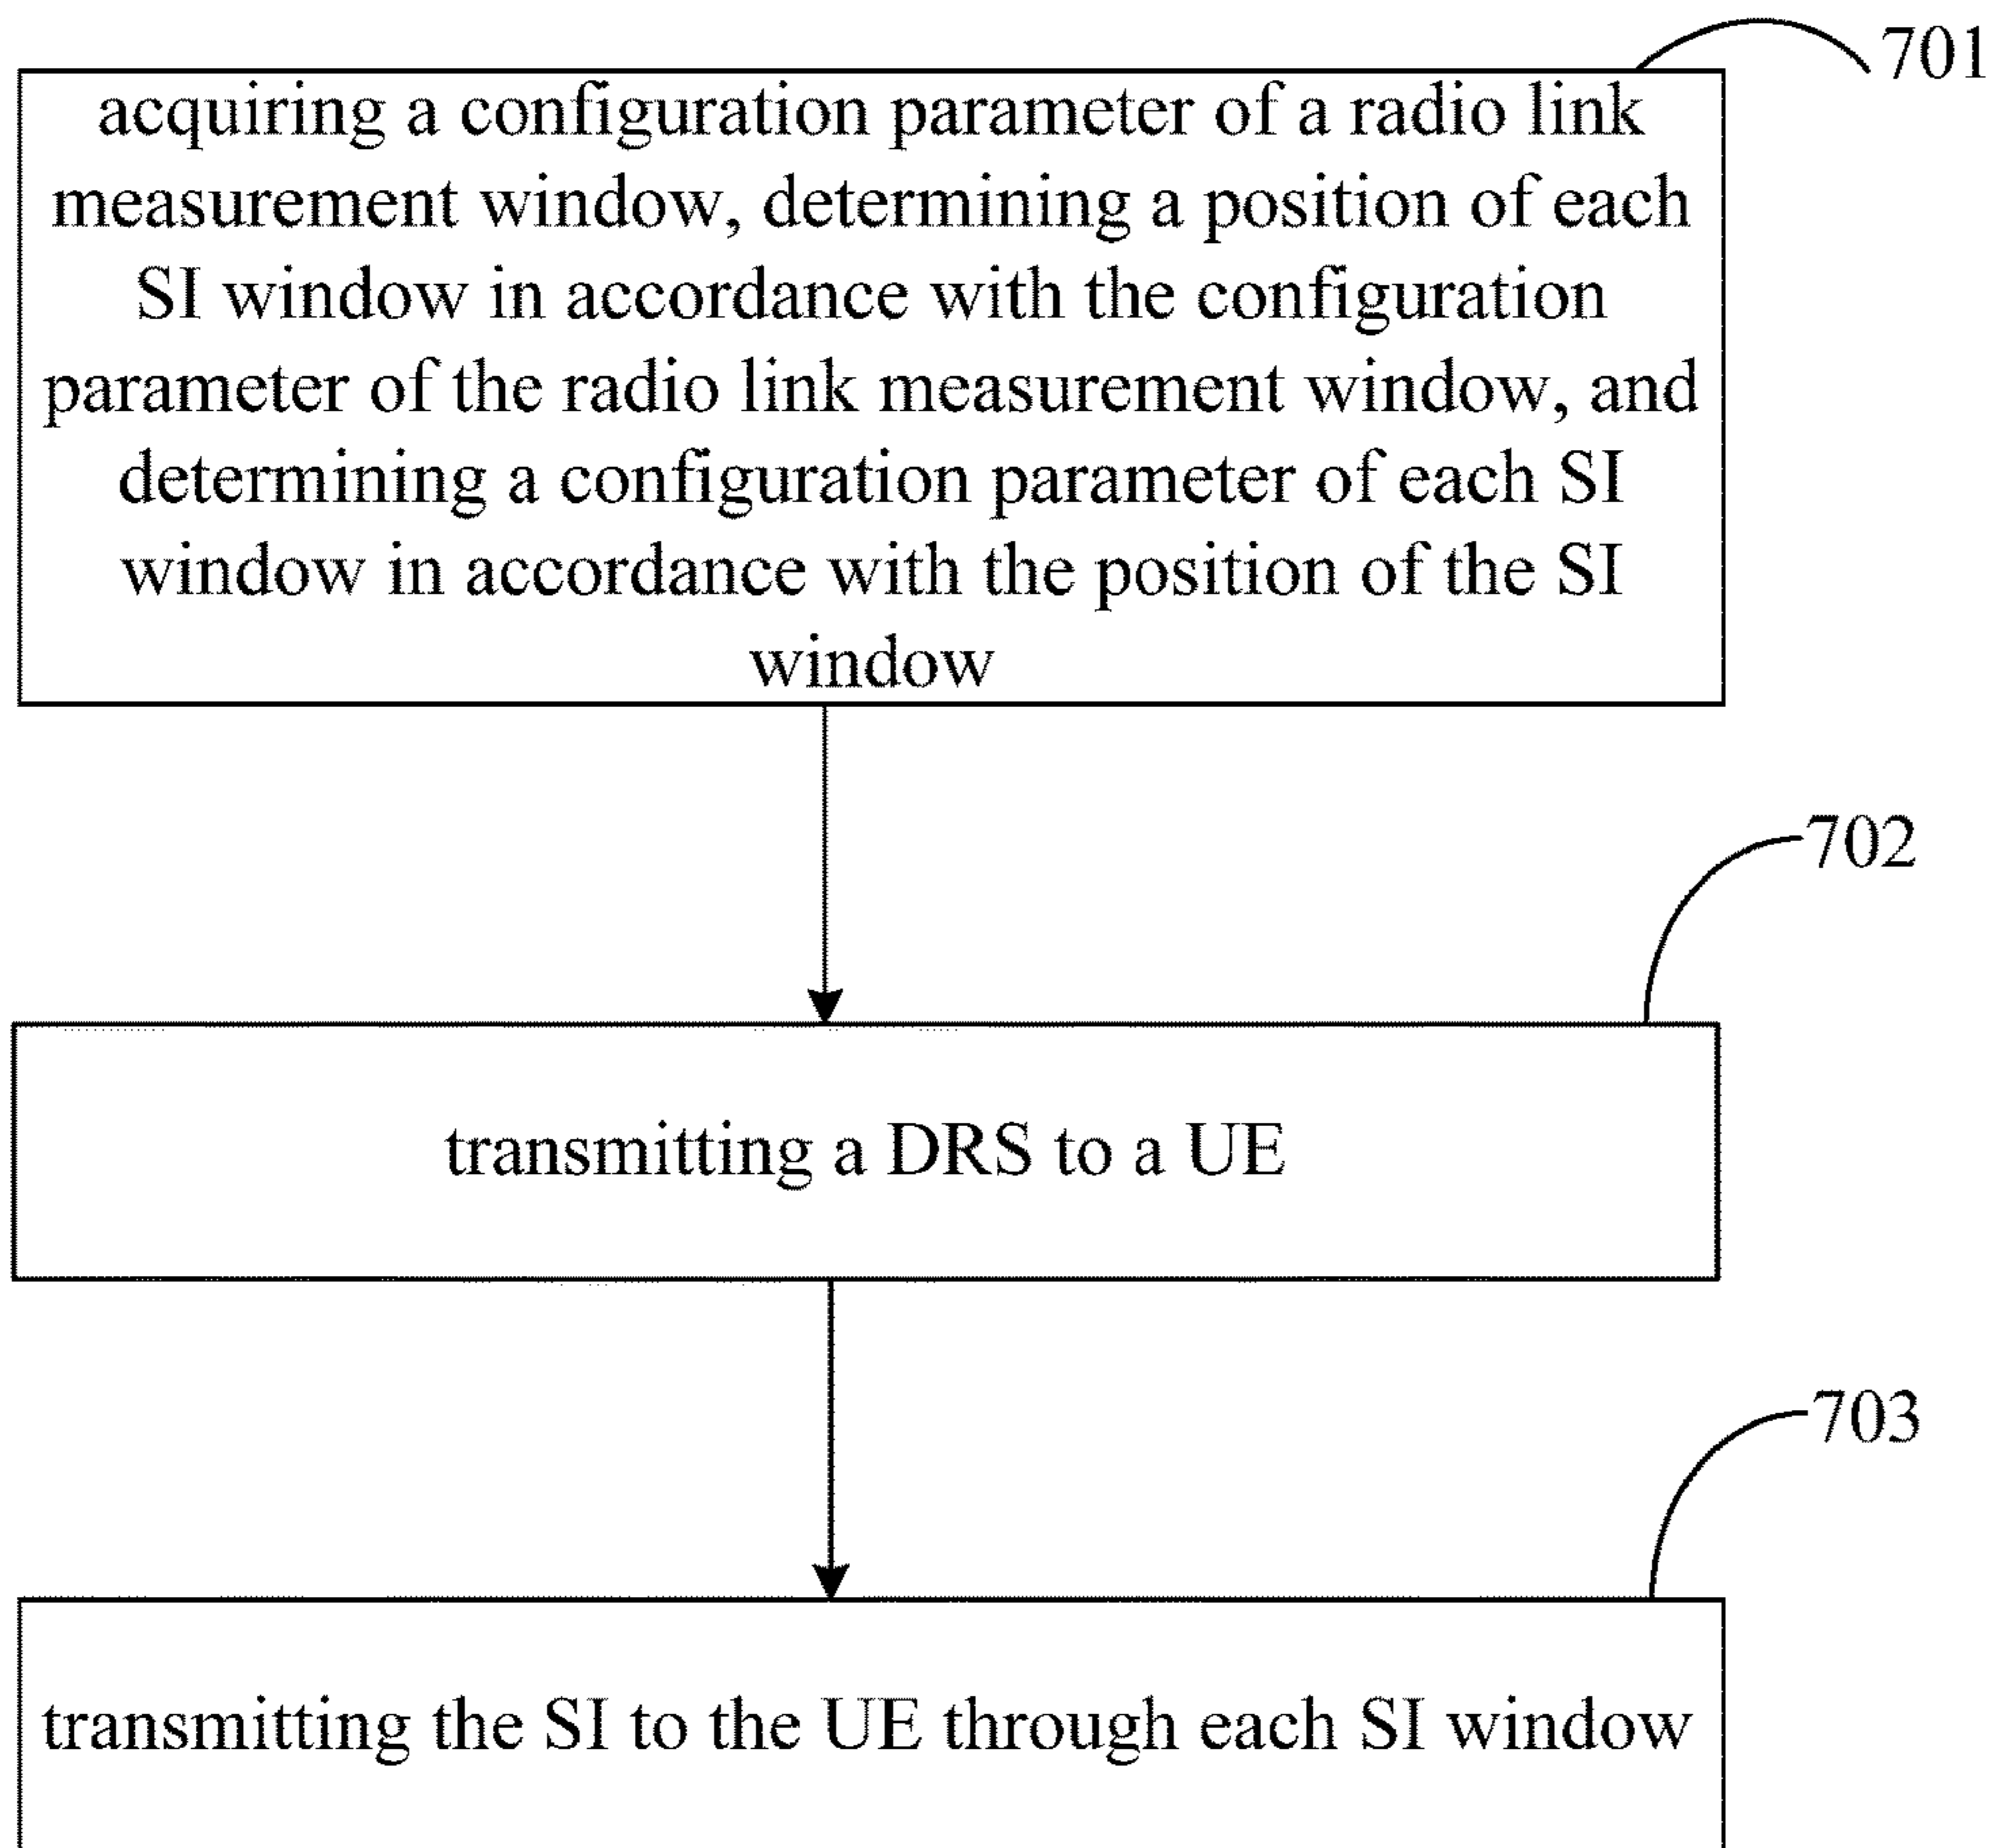 701
acquiring a configuration parameter of a radio link
measurement window, determining a position of each
SI window in accordance with the configuration
parameter of the radio link measurement window, and
determining a configuration parameter of each SI
window in accordance with the position of the SI
window
702
transmitting a DRS to a UE
703
transmitting the SI to the UE through each SI window